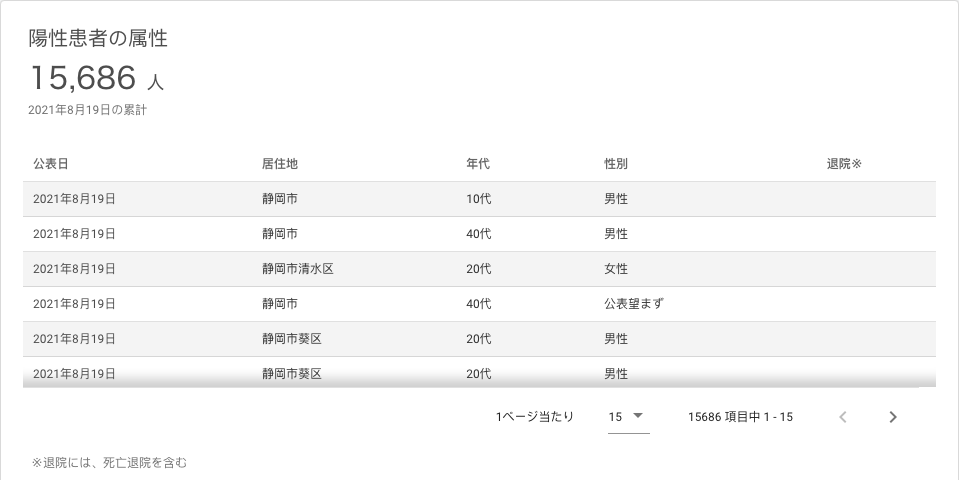 陽性患者の属性
15,686 人
2021年8月19日の累計
公表日 居住地 年代 性別 退院※
2021年8月19日 静岡市 10代 男性
2021年8月19日 静岡市 40代 男性
2021年8月19日 静岡市清水区 20代 女性
2021年8月19日 静岡市 40代 公表望まず
2021年8月19日 静岡市葵区 20代 男性
2021年8月19日 静岡市葵区 20代 男性
1ページ当たり 15 15686 項目中 1 - 15
※退院には、死亡退院を含む